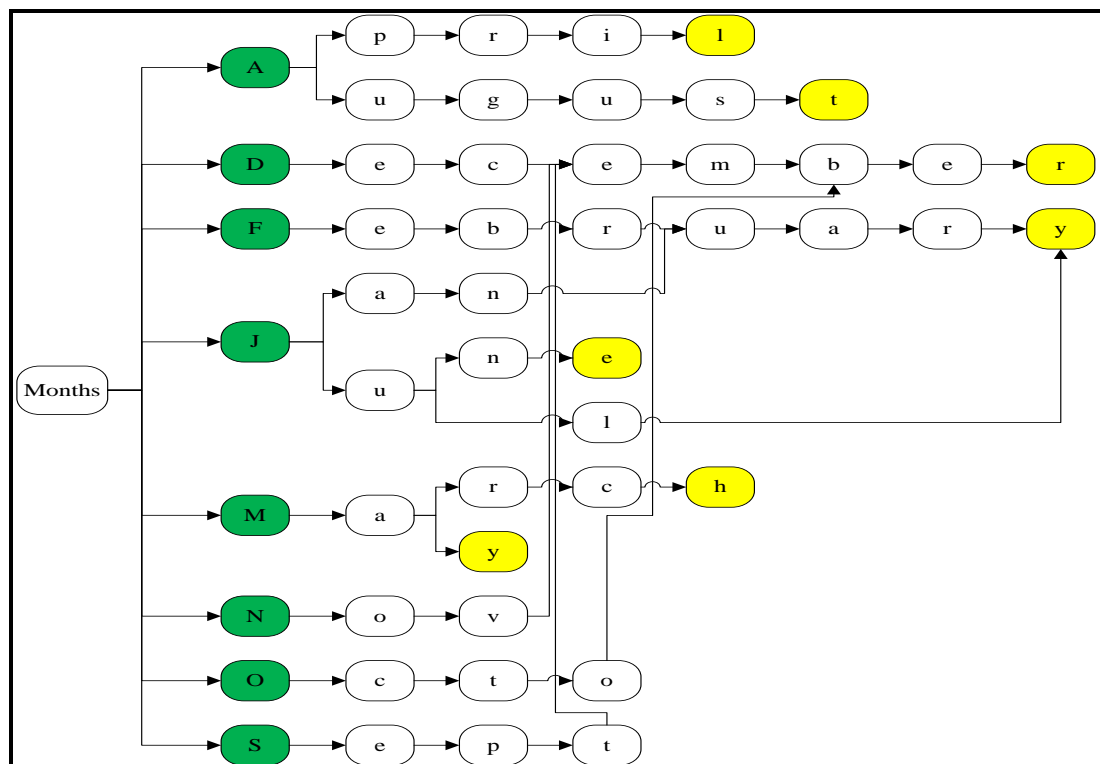 p r i l
A
u g u s t
D e c e m b e r
F e b r u a r y
a n
J
n e
u
Months
l
r c h
M a
y
N o v
O c t o
S e p t